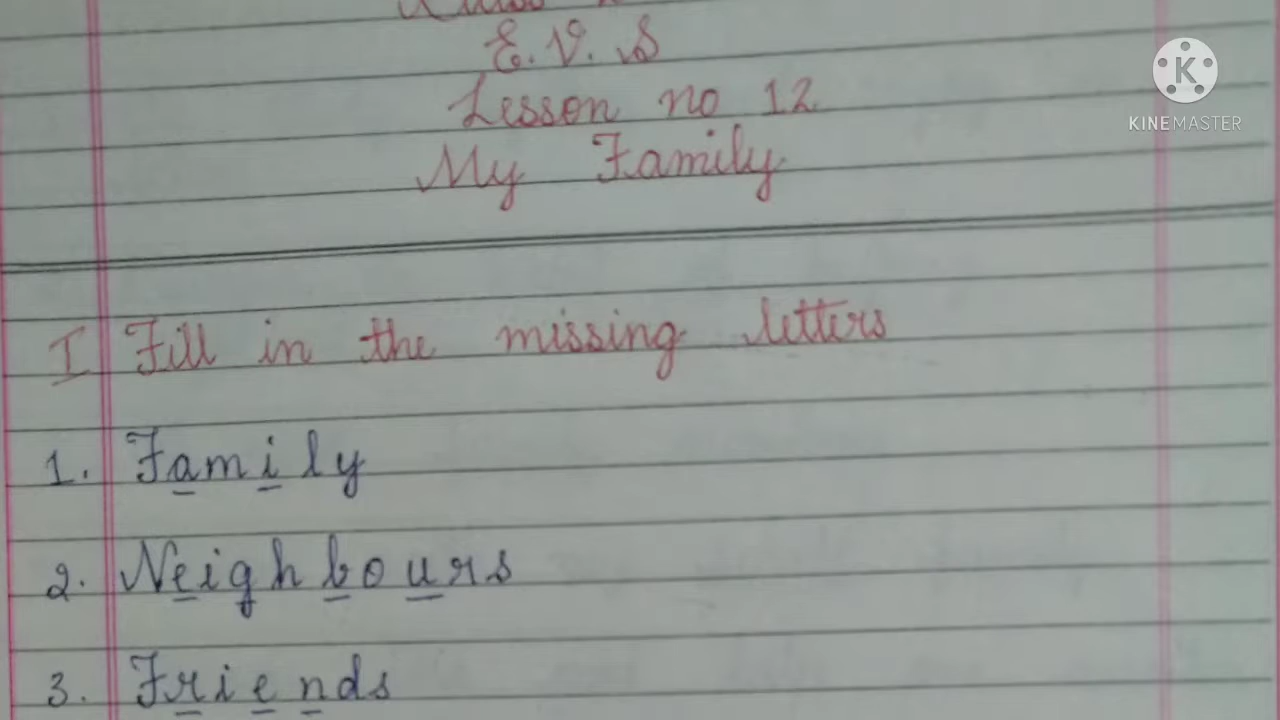 E.V.S
Lesson no 12
My Family
I Fill in the missing letters
1. Family
2. Neighbours
3. Friends
K
KINEMASTER